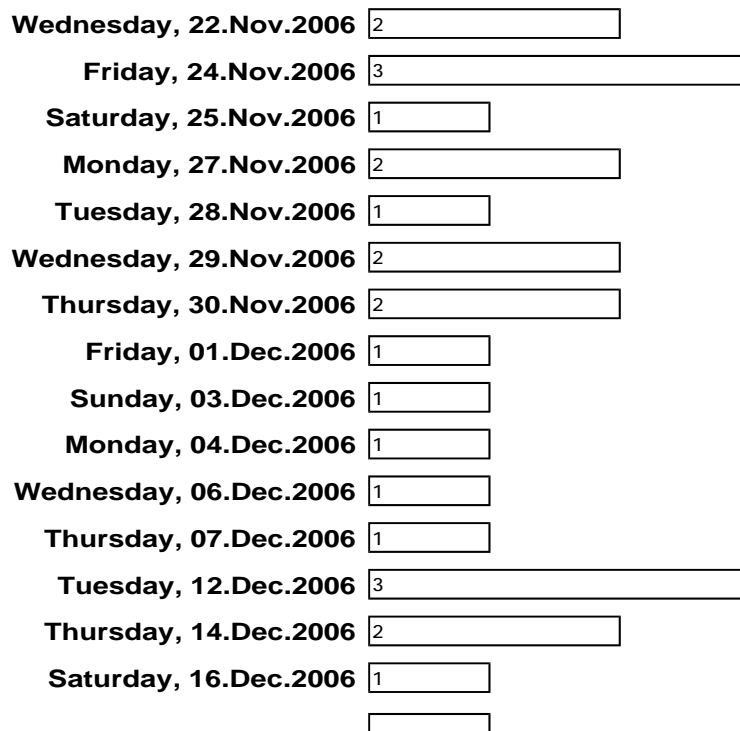 Wednesday, 22.Nov.2006 2
Friday, 24.Nov.2006 3
Saturday, 25.Nov.2006 1
Monday, 27.Nov.2006 2
Tuesday, 28.Nov.2006 1
Wednesday, 29.Nov.2006 2
Thursday, 30.Nov.2006 2
Friday, 01.Dec.2006 1
Sunday, 03.Dec.2006 1
Monday, 04.Dec.2006 1
Wednesday, 06.Dec.2006 1
Thursday, 07.Dec.2006 1
Tuesday, 12.Dec.2006 3
Thursday, 14.Dec.2006 2
Saturday, 16.Dec.2006 1